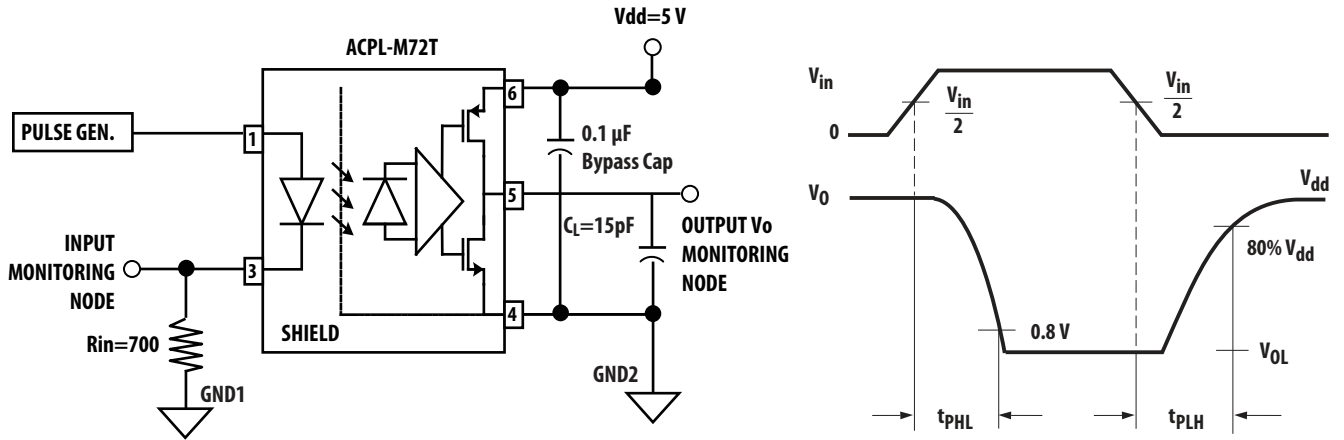 Vdd=5 V
ACPL-M72T
PULSE GEN.
1
6
0.1 µF
Bypass Cap
5
CL=15pF
OUTPUT Vo
MONITORING
NODE
INPUT
MONITORING
NODE
3
4
SHIELD
Rin=700
GND1
GND2
Vin
0
Vin
2
Vin
2
VO
Vdd
80% Vdd
0.8 V
VOL
tPHL
tPLH